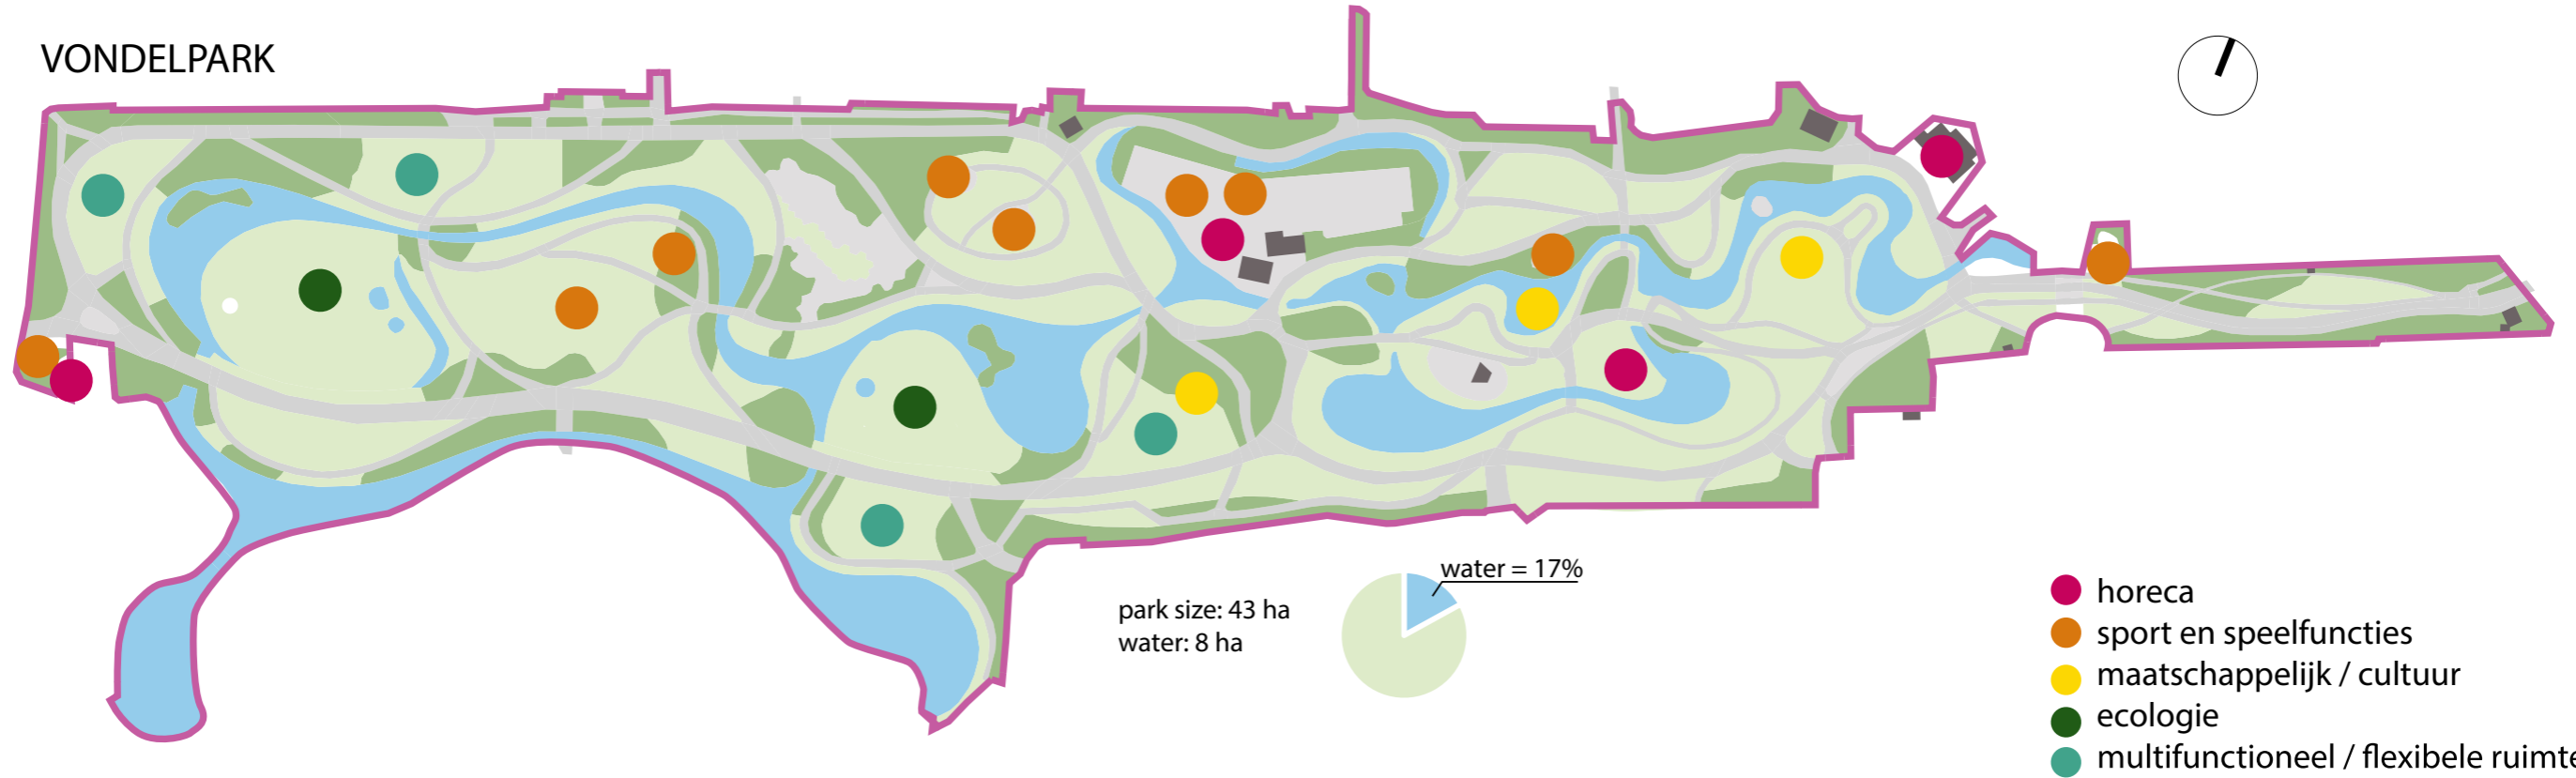 VONDELPARK
water = 17%
park size: 43 ha
water: 8 ha
horeca
sport en speelfuncties
maatschappelijk / cultuur
ecologie
multifunctioneel / flexibele ruimte